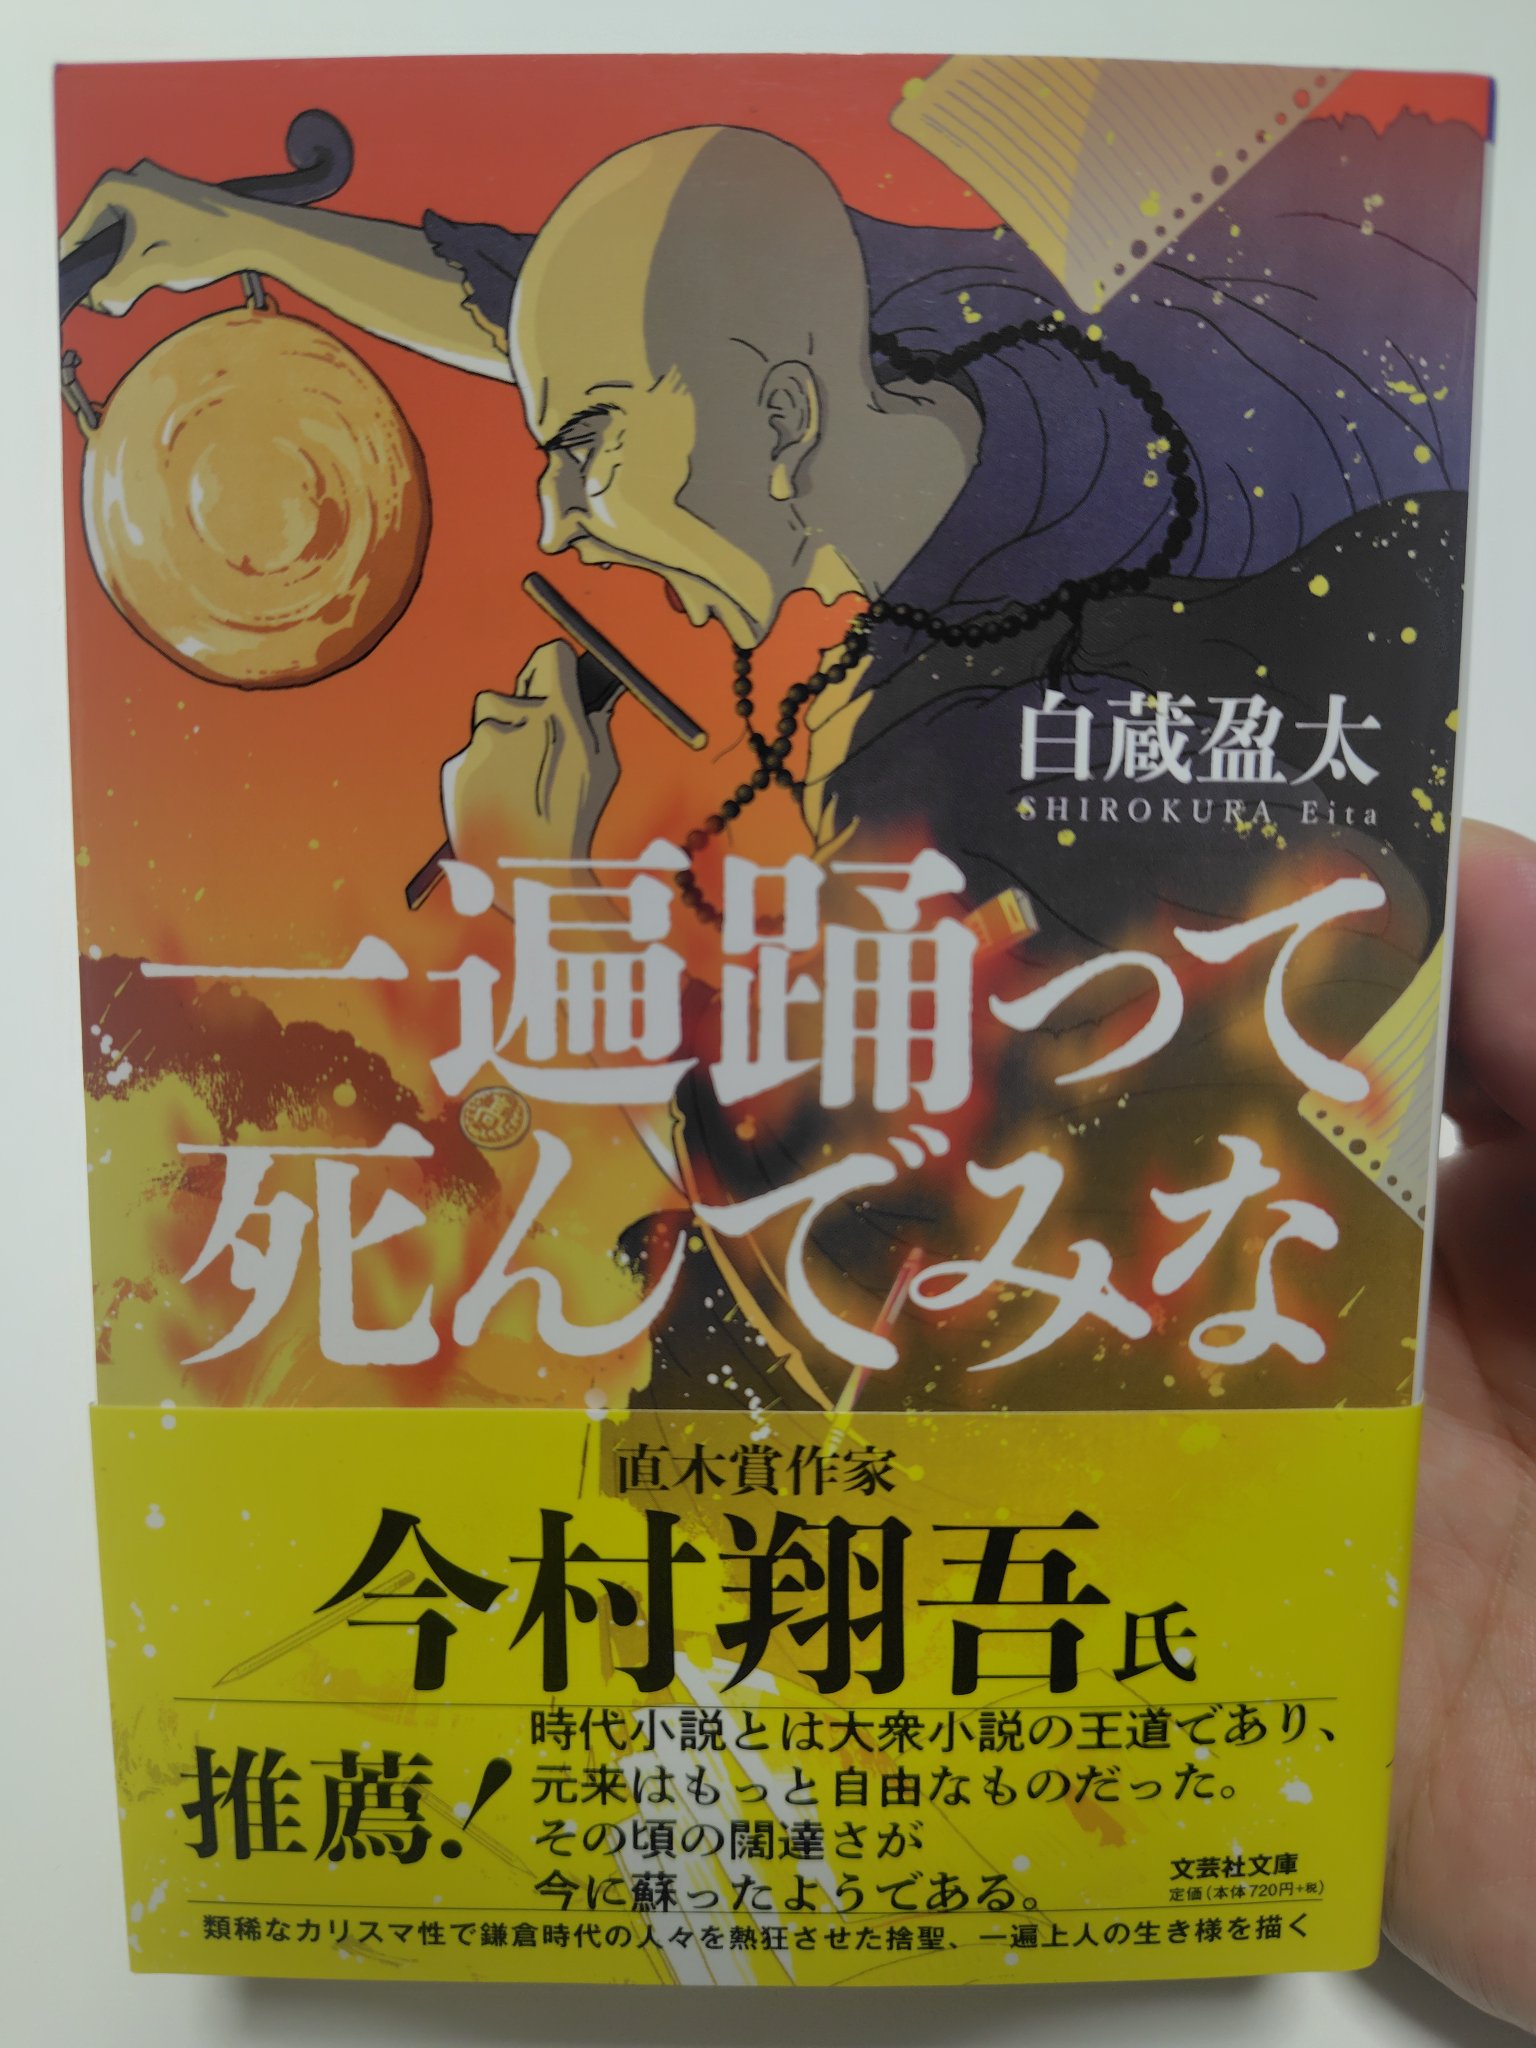 白蔵盈太
SHIROKURA Eita
一遍踊って
死んでみな
直木賞作家
今村翔吾氏
推薦!
時代小説とは大衆小説の王道であり、
元来はもっと自由なものだった。
その頃の闊達さが
今に蘇ったようである。
文芸社文庫
定価(本体720円+税)
類稀なカリスマ性で鎌倉時代の人々を熱狂させた捨聖、一遍上人の生き様を描く